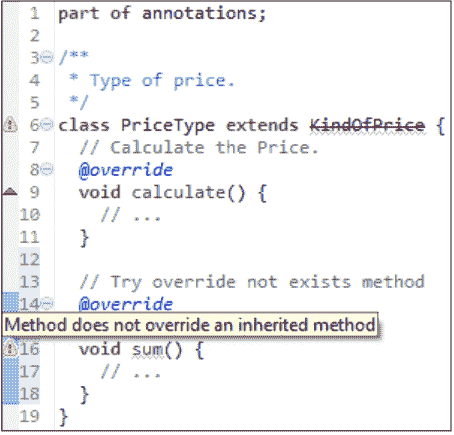 1 part of annotations;
2
3 /**
4  * Type of price.
5  */
6 class PriceType extends KindOfPrice {
7   // Calculate the Price.
8   @override
9   void calculate() {
10     // ...
11   }
12
13   // Try override not exists method
14   @override
Method does not override an inherited method
16   void sum() {
17     // ...
18   }
19 }